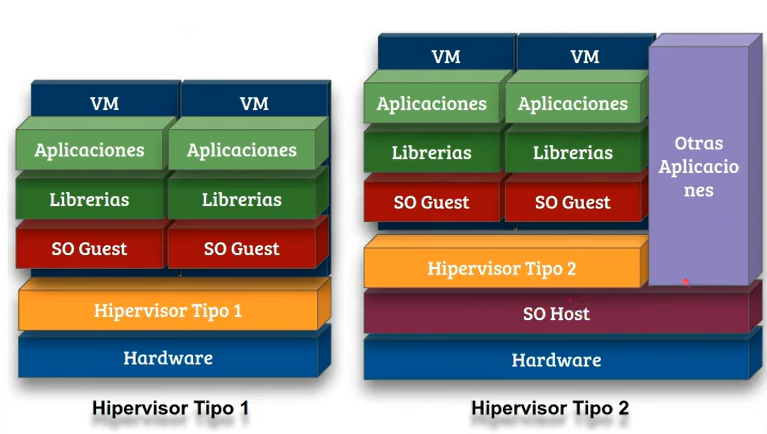 VM
VM
Aplicaciones
Aplicaciones
Librerias
Librerias
SO Guest
SO Guest
Hipervisor Tipo 1
Hardware
Hipervisor Tipo 1
VM
VM
Aplicaciones
Aplicaciones
Librerias
Librerias
SO Guest
SO Guest
Otras
Aplicacio
nes
Hipervisor Tipo 2
SO Host
Hardware
Hipervisor Tipo 2